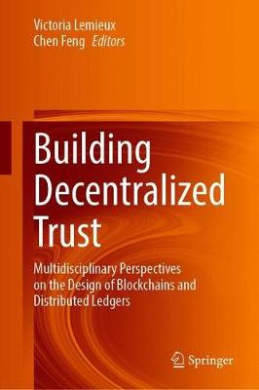 Victoria Lemieux
Chen Feng Editors
Building
Decentralized
Trust
Multidisciplinary Perspectives
on the Design of Blockchains and
Distributed Ledgers
Springer